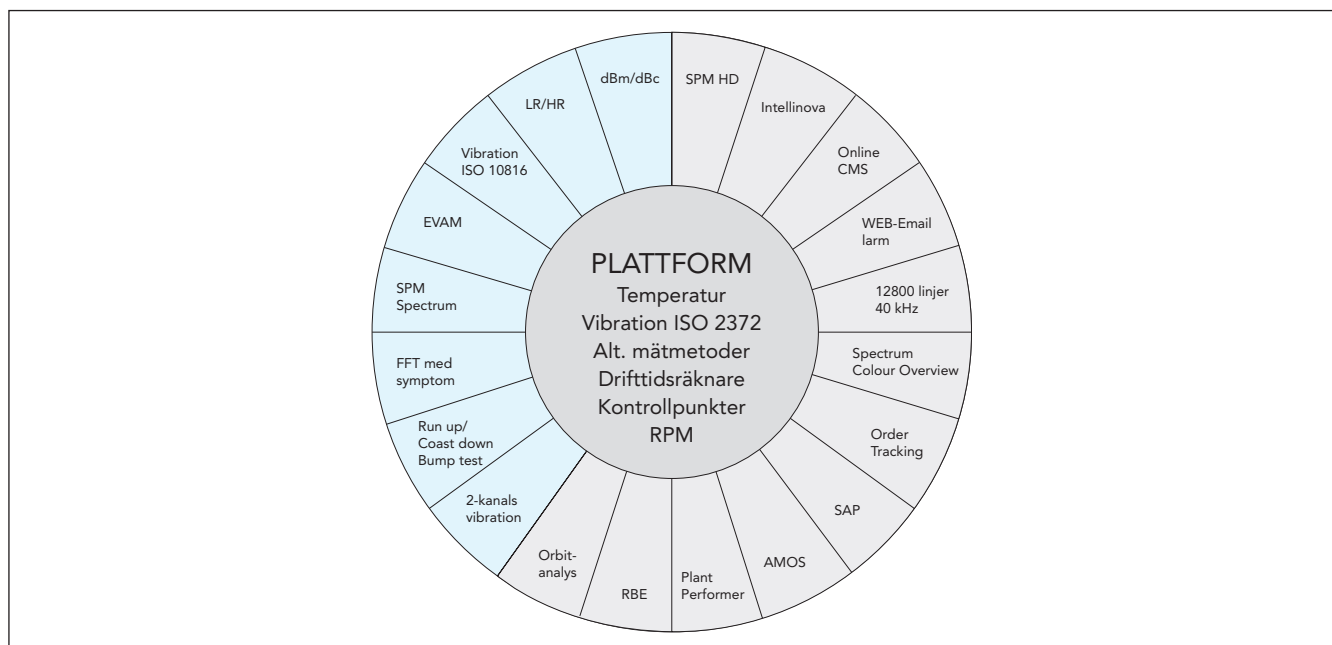 dBm/dBc
SPM HD
Intellinova
Online
CMS
WEB-Email
larm
12800 linjer
40 kHz
Spectrum
Colour Overview
Order
Tracking
SAP
AMOS
Plant
Performer
RBE
Orbit-
analys
2-kanals
vibration
Run up/
Coast down
Bump test
FFT med
symptom
SPM
Spectrum
EVAM
Vibration
ISO 10816
LR/HR
PLATTFORM
Temperatur
Vibration ISO 2372
Alt. mätmetoder
Drifttidsräknare
Kontrollpunkter
RPM